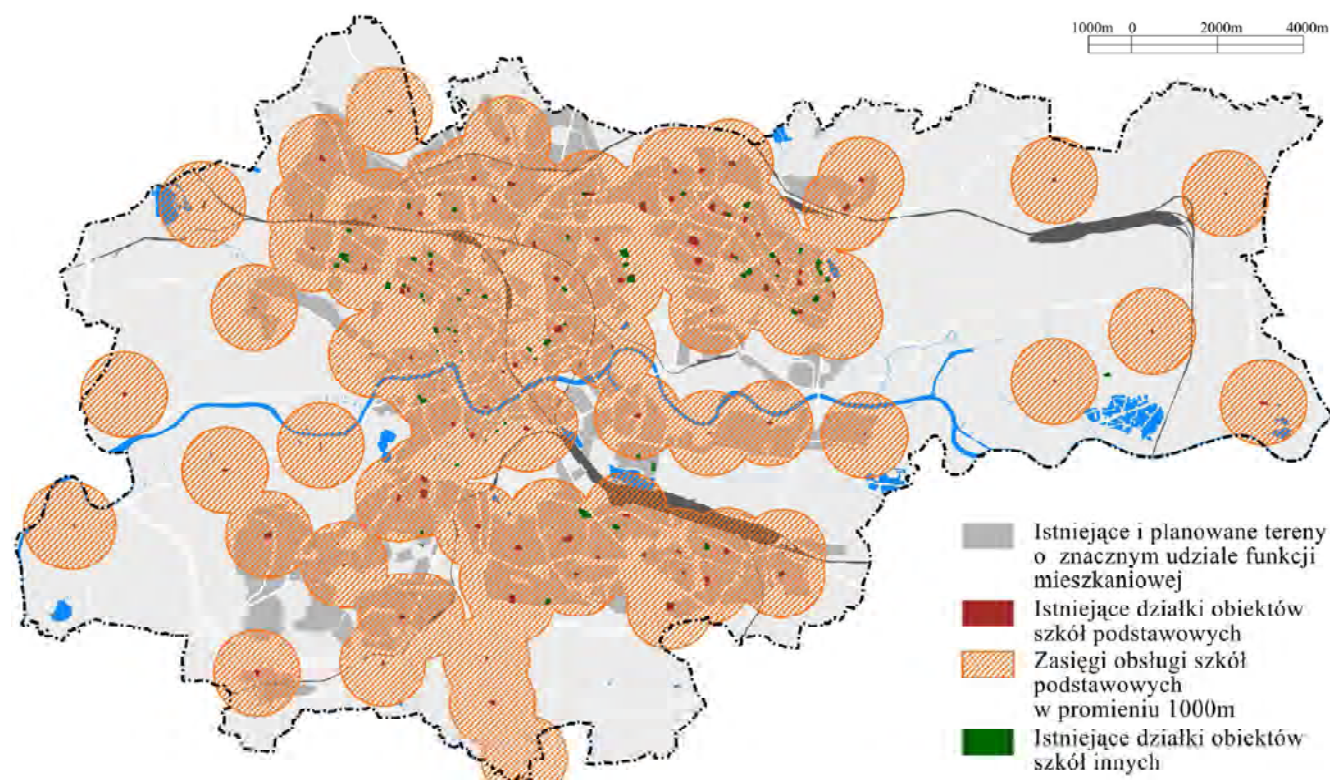 1000m 0 2000m 4000m
Istniejące i planowane tereny
o znacznym udziale funkcji
mieszkaniowej
Istniejące działki obiektów
szkół podstawowych
Zasięgi obsługi szkół
podstawowych
w promieniu 1000m
Istniejące działki obiektów
szkół innych